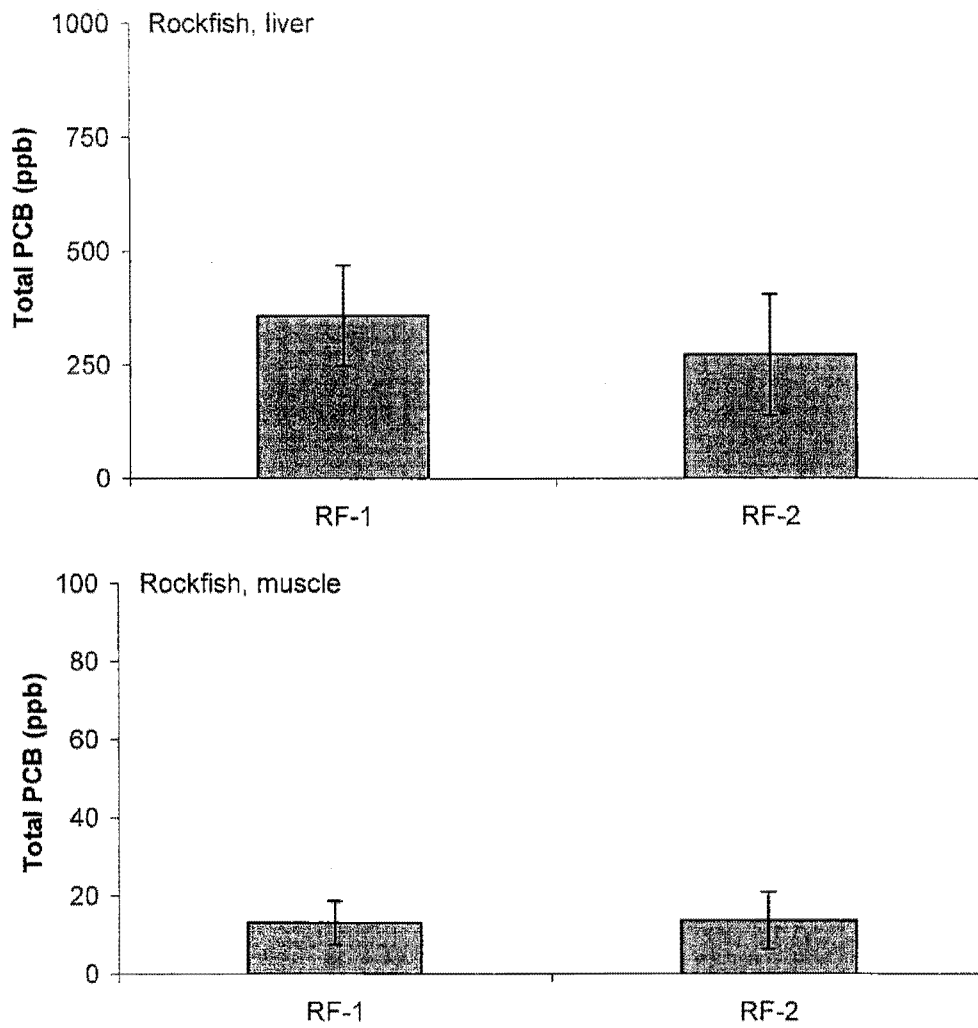 Rockfish, liver
1000
750
500
250
0
Total PCB (ppb)
RF-1 RF-2
Rockfish, muscle
100
80
60
40
20
0
Total PCB (ppb)
RF-1 RF-2